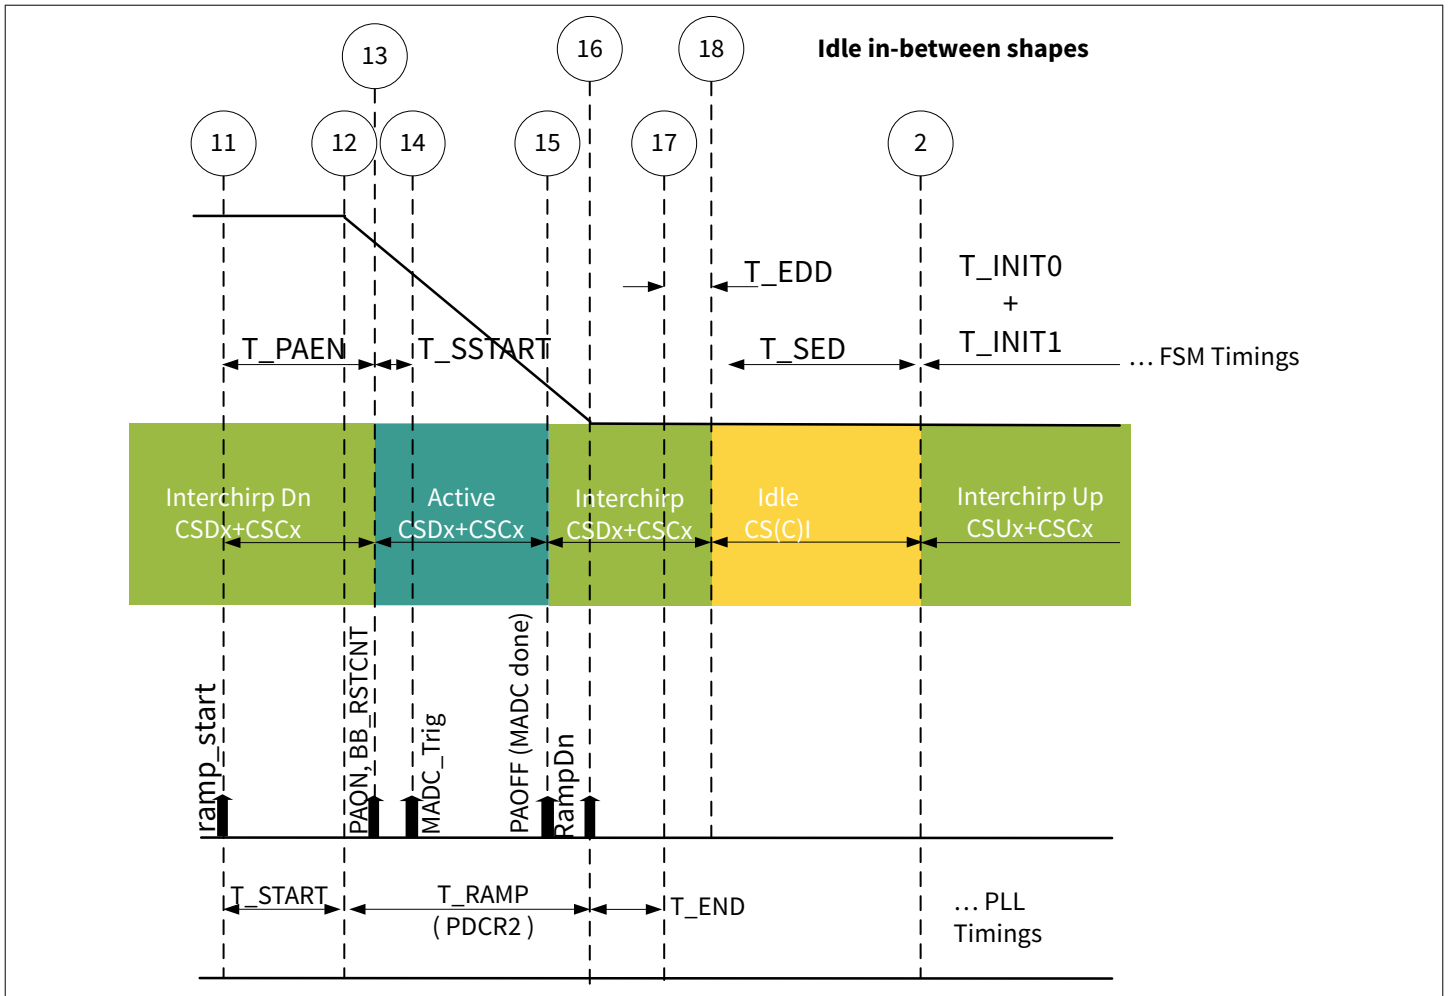 Idle in-between shapes
13
16
18
11
12
14
15
17
2
T_EDD
T_INIT0
+
T_INIT1
T_PAEN
T_SSTART
T_SED
... FSM Timings
Interchirp Dn
CSDx+CSCx
Active
CSDx+CSCx
Interchirp
CSDx+CSCx
Idle
CS(C)I
Interchirp Up
CSUx+CSCx
ramp_start
PAON, BB_RSTCNT
MADC_Trig
PAOFF (MADC done)
RampDn
T_START
T_RAMP
( PDCR2 )
T_END
... PLL
Timings